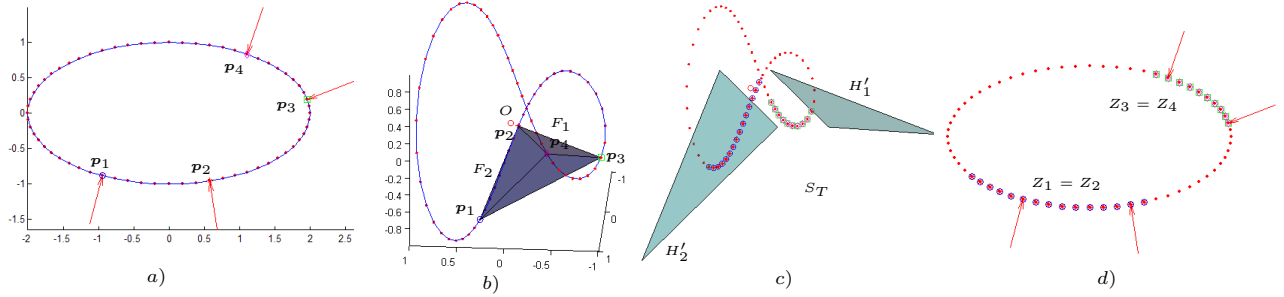 1
0.5
0
-0.5
-1
-1.5
-2 -1.5 -1 -0.5 0 0.5 1 1.5 2 2.5
p4
p3
p1
p2
a)
0.8
0.6
0.4
0.2
0
-0.2
-0.4
-0.6
-0.8
1 0.5 0 -0.5 -1
-1
0
1
O
F1
p2
p4
p3
F2
p1
b)
H′1
ST
H′2
c)
Z3 = Z4
Z1 = Z2
d)